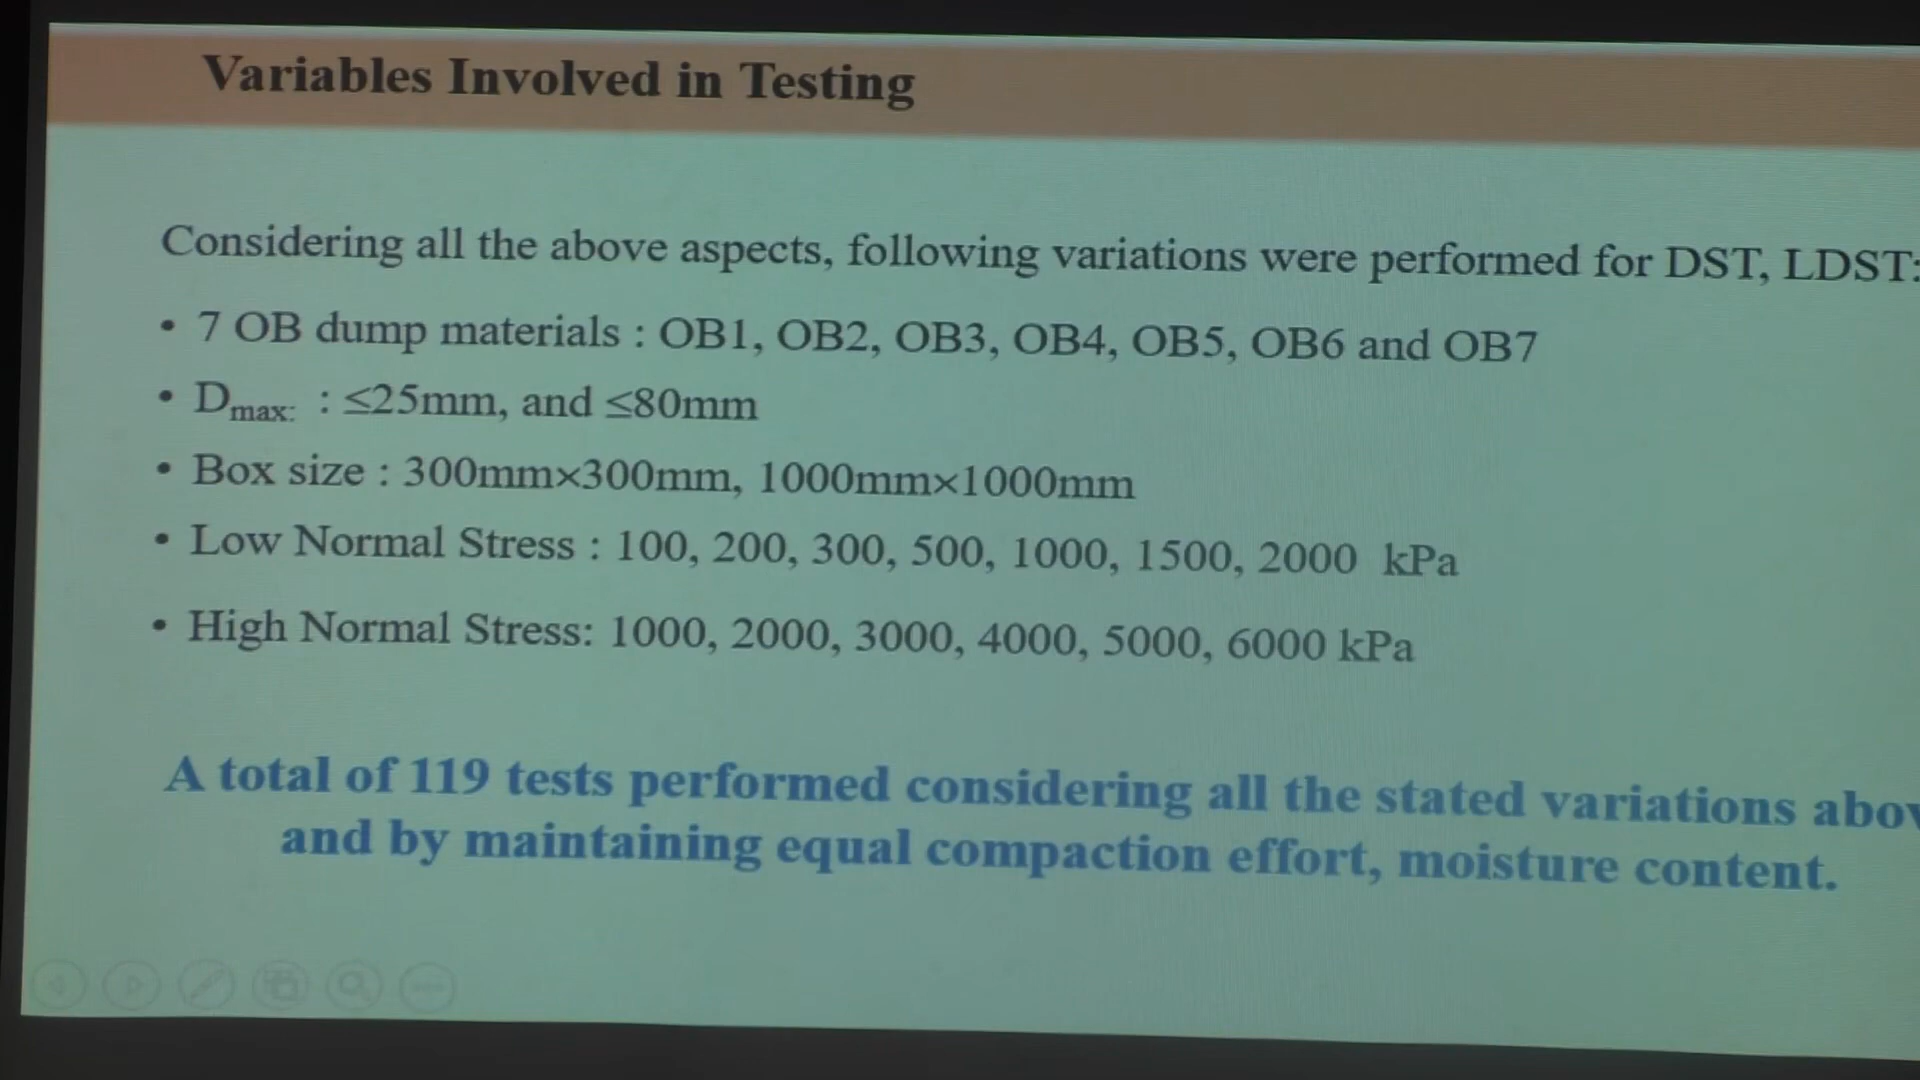 Variables Involved in Testing
Considering all the above aspects, following variations were performed for DST, LDST:
• 7 OB dump materials : OB1, OB2, OB3, OB4, OB5, OB6 and OB7
• Dmax: : ≤25mm, and ≤80mm
• Box size : 300mm×300mm, 1000mm×1000mm
• Low Normal Stress : 100, 200, 300, 500, 1000, 1500, 2000 kPa
• High Normal Stress: 1000, 2000, 3000, 4000, 5000, 6000 kPa
A total of 119 tests performed considering all the stated variations
and by maintaining equal compaction effort, moisture content.